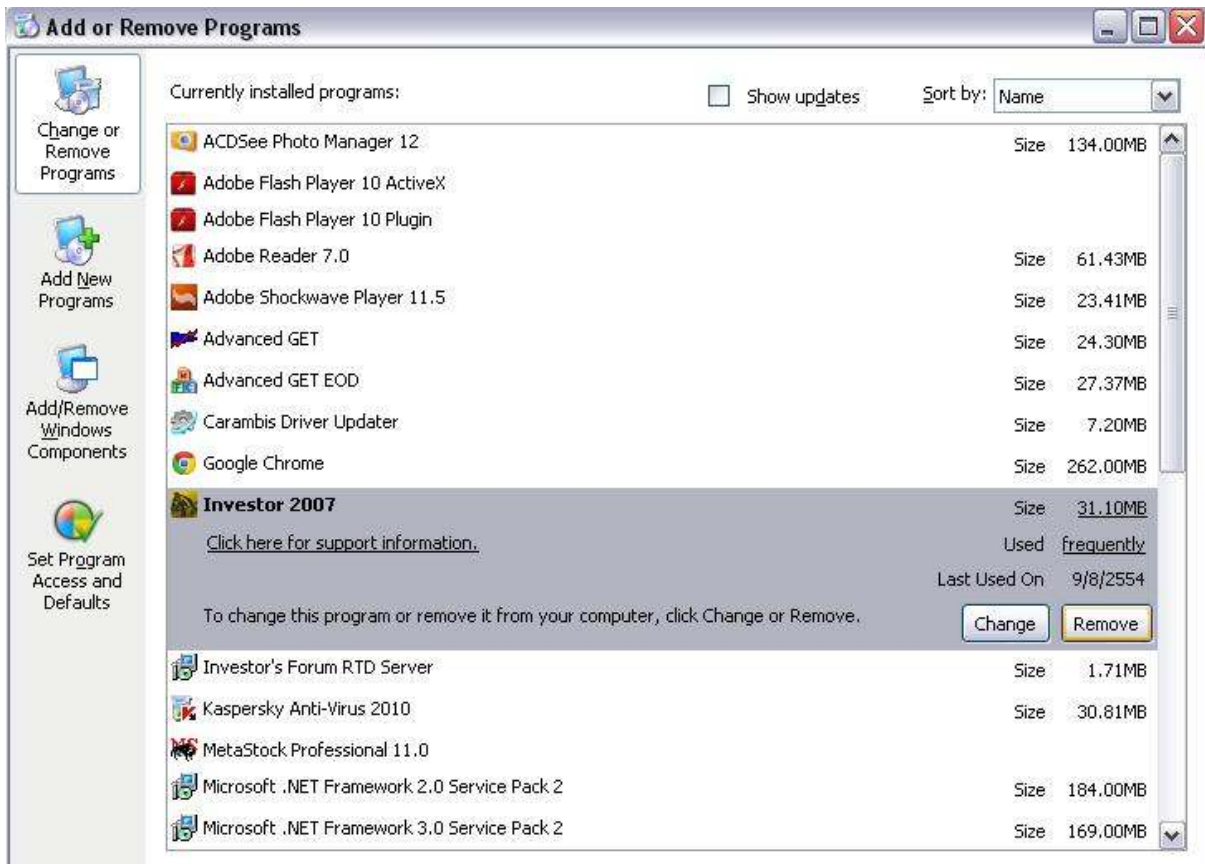 Add or Remove Programs
Change or
Remove
Programs
Add New
Programs
Add/Remove
Windows
Components
Set Program
Access and
Defaults
Currently installed programs: Show updates Sort by: Name
ACDSee Photo Manager 12 Size 134.00MB
Adobe Flash Player 10 ActiveX
Adobe Flash Player 10 Plugin
Adobe Reader 7.0 Size 61.43MB
Adobe Shockwave Player 11.5 Size 23.41MB
Advanced GET Size 24.30MB
Advanced GET EOD Size 27.37MB
Carambis Driver Updater Size 7.20MB
Google Chrome Size 262.00MB
Investor 2007 Size 31.10MB
Click here for support information. Used frequently
Last Used On 9/8/2554
To change this program or remove it from your computer, click Change or Remove. Change Remove
Investor's Forum RTD Server Size 1.71MB
Kaspersky Anti-Virus 2010 Size 30.81MB
MetaStock Professional 11.0
Microsoft .NET Framework 2.0 Service Pack 2 Size 184.00MB
Microsoft .NET Framework 3.0 Service Pack 2 Size 169.00MB